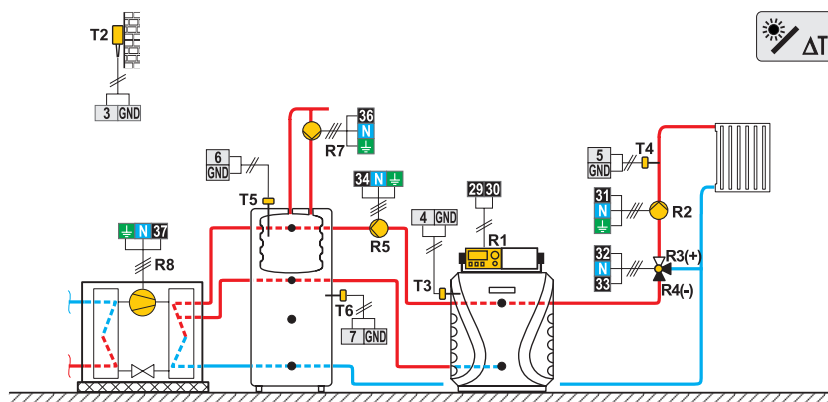 T2
ΔT
3 GND
36
N
R7
6
GND
34 N
5
GND
T4
T5
29 30
31
N
R2
37
N
R8
4 GND
R5
R1
32
N
33
R3(+)
R4(-)
T3
T6
7 GND